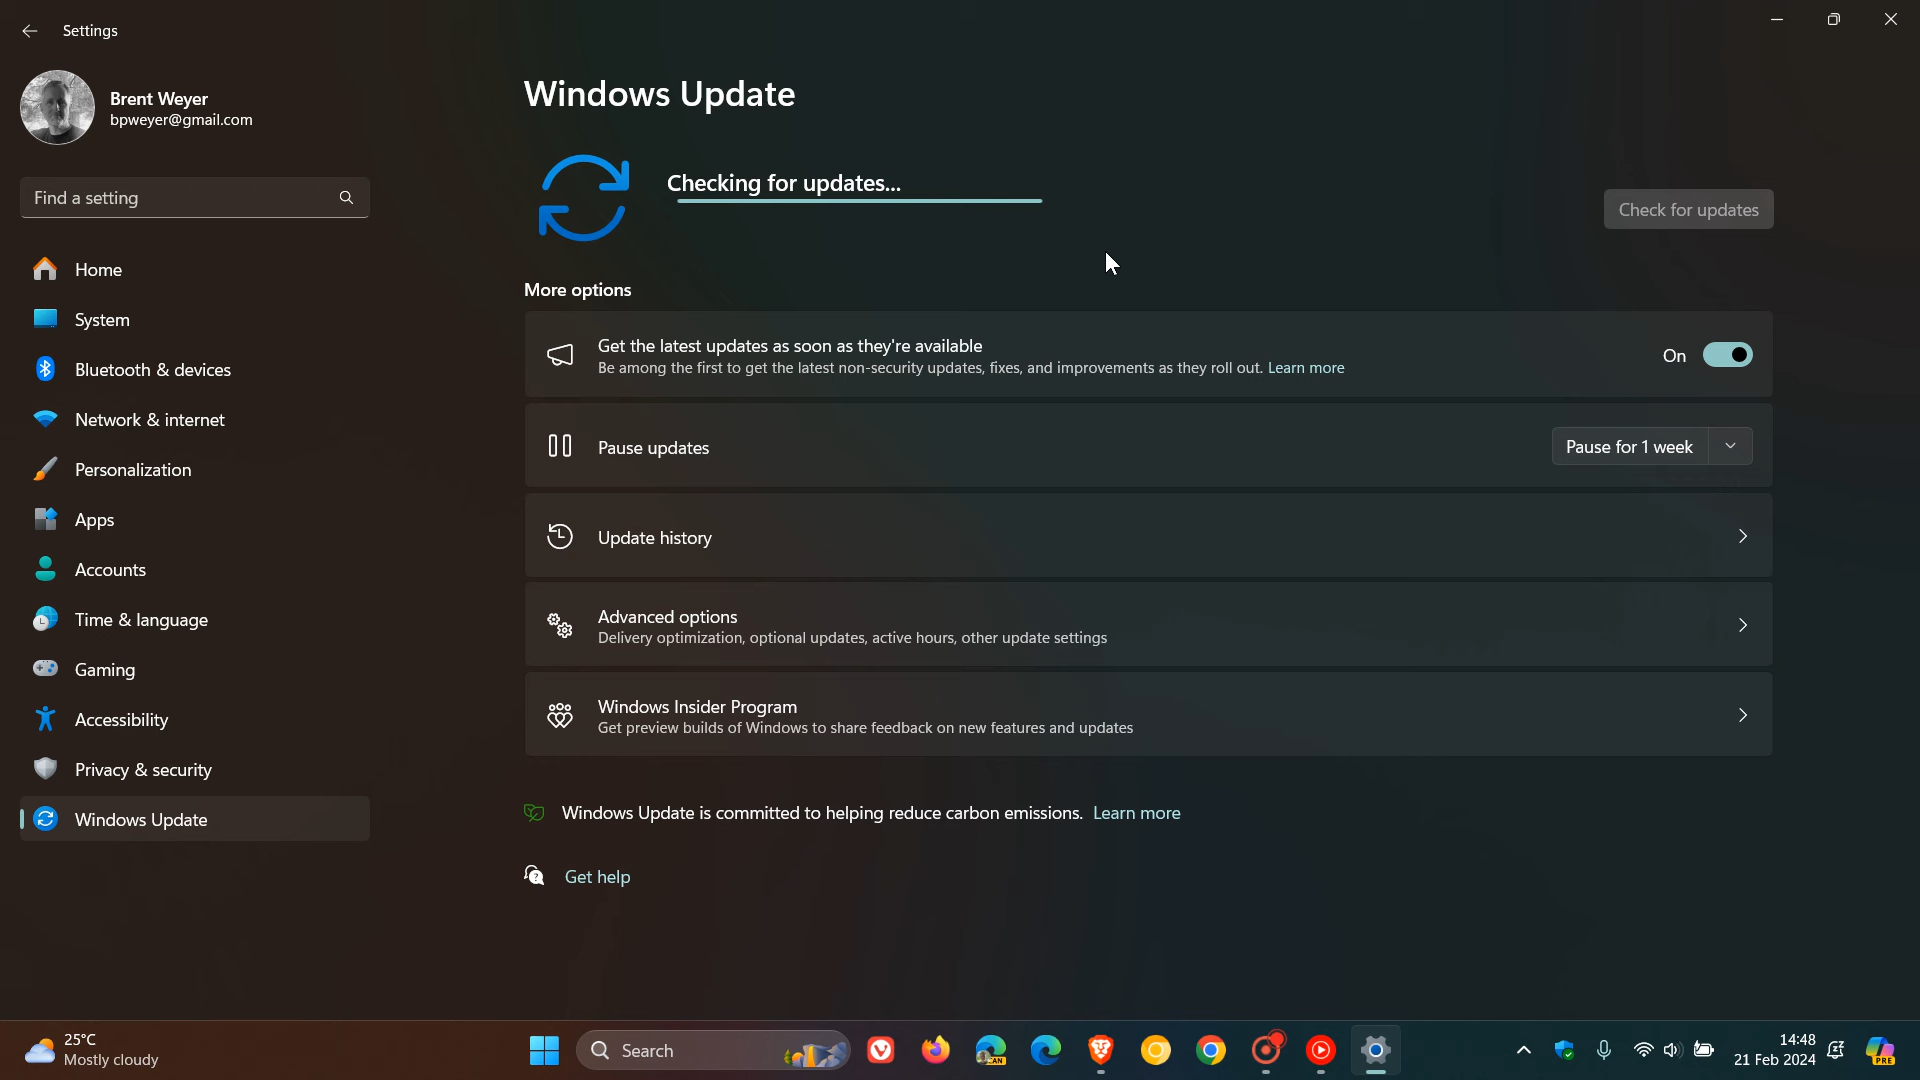 Settings
Brent Weyer
bpweyer@gmail.com
Find a setting
Home
System
Bluetooth & devices
Network & internet
Personalization
Apps
Accounts
Time & language
Gaming
Accessibility
Privacy & security
Windows Update
Windows Update
Checking for updates...
Check for updates
More options
Get the latest updates as soon as they're available
Be among the first to get the latest non-security updates, fixes, and improvements as they roll out. Learn more
On
Pause updates
Pause for 1 week
Update history
Advanced options
Delivery optimization, optional updates, active hours, other update settings
Windows Insider Program
Get preview builds of Windows to share feedback on new features and updates
Windows Update is committed to helping reduce carbon emissions. Learn more
Get help
25°C
Mostly cloudy
Search
CAN
14:48
21 Feb 2024
PRE